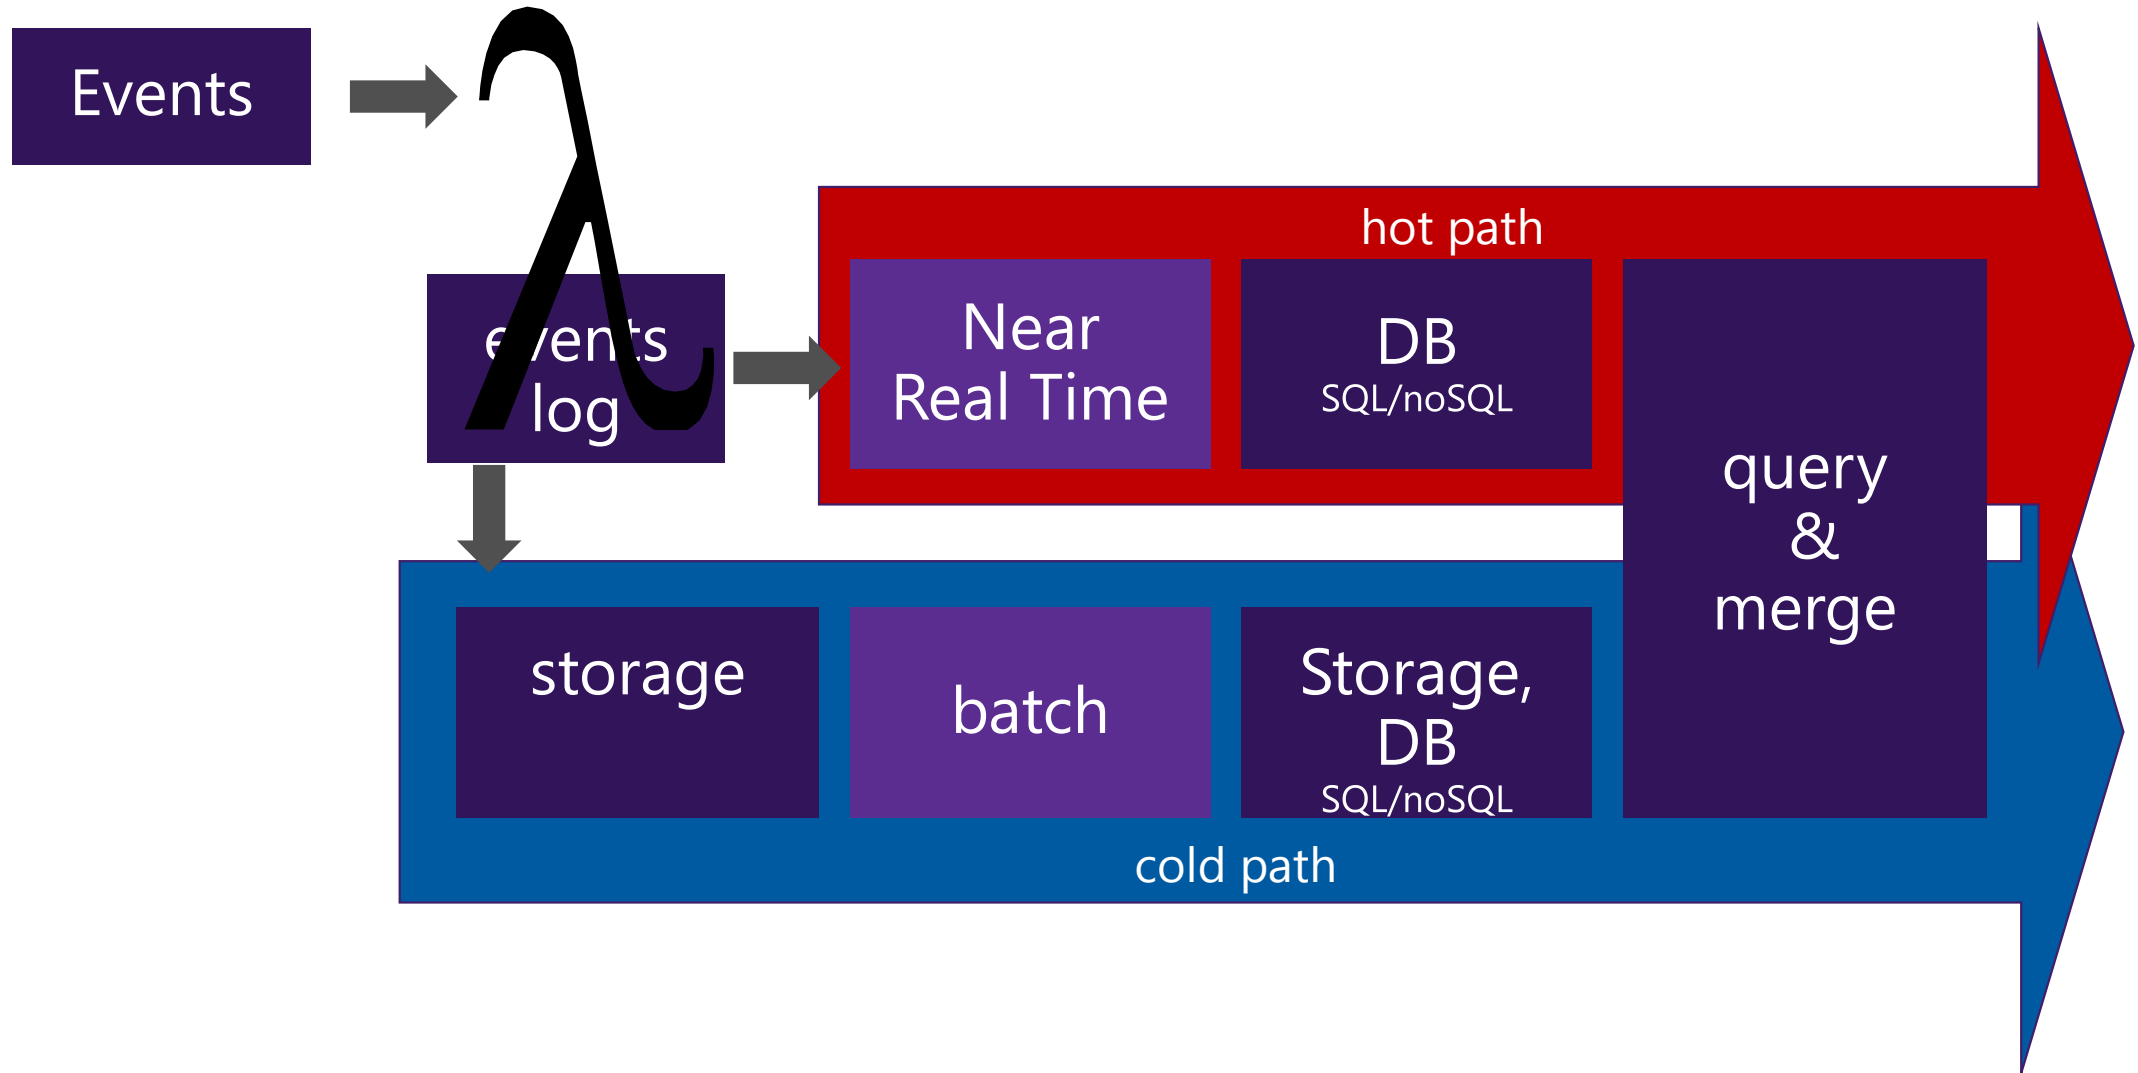 Events
λ
events
log
hot path
Near
Real Time
DB
SQL/noSQL
query
&
merge
storage
batch
Storage,
DB
SQL/noSQL
cold path